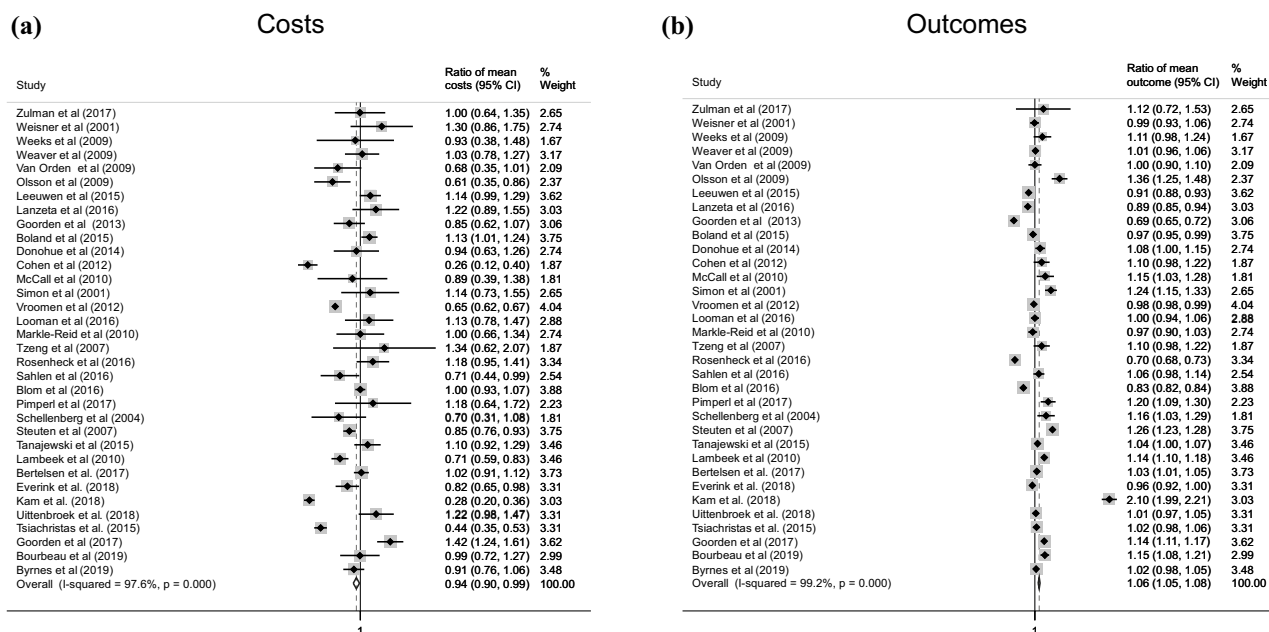 (a) Costs
Ratio of mean %
Study costs (95% CI) Weight
Zulman et al (2017) 1.00 (0.64, 1.35) 2.65
Weisner et al (2001) 1.30 (0.86, 1.75) 2.74
Weeks et al (2009) 0.93 (0.38, 1.48) 1.67
Weaver et al (2009) 1.03 (0.78, 1.27) 3.17
Van Orden et al (2009) 0.68 (0.35, 1.01) 2.09
Olsson et al (2009) 0.61 (0.35, 0.86) 2.37
Leeuwen et al (2015) 1.14 (0.99, 1.29) 3.62
Lanzeta et al (2016) 1.22 (0.89, 1.55) 3.03
Goorden et al (2013) 0.85 (0.62, 1.07) 3.06
Boland et al (2015) 1.13 (1.01, 1.24) 3.75
Donohue et al (2014) 0.94 (0.63, 1.26) 2.74
Cohen et al (2012) 0.26 (0.12, 0.40) 1.87
McCall et al (2010) 0.89 (0.39, 1.38) 1.81
Simon et al (2001) 1.14 (0.73, 1.55) 2.65
Vroomen et al (2012) 0.65 (0.62, 0.67) 4.04
Looman et al (2016) 1.13 (0.78, 1.47) 2.88
Markle-Reid et al (2010) 1.00 (0.66, 1.34) 2.74
Tzeng et al (2007) 1.34 (0.62, 2.07) 1.87
Rosenheck et al (2016) 1.18 (0.95, 1.41) 3.34
Sahlen et al (2016) 0.71 (0.44, 0.99) 2.54
Blom et al (2016) 1.00 (0.93, 1.07) 3.88
Pimperl et al (2017) 1.18 (0.64, 1.72) 2.23
Schellenberg et al (2004) 0.70 (0.31, 1.08) 1.81
Steuten et al (2007) 0.85 (0.76, 0.93) 3.75
Tanajewski et al (2015) 1.10 (0.92, 1.29) 3.46
Lambeek et al (2010) 0.71 (0.59, 0.83) 3.46
Bertelsen et al. (2017) 1.02 (0.91, 1.12) 3.73
Everink et al. (2018) 0.82 (0.65, 0.98) 3.31
Kam et al. (2018) 0.28 (0.20, 0.36) 3.03
Uittenbroek et al. (2018) 1.22 (0.98, 1.47) 3.31
Tsiachristas et al. (2015) 0.44 (0.35, 0.53) 3.31
Goorden et al (2017) 1.42 (1.24, 1.61) 3.62
Bourbeau et al (2019) 0.99 (0.72, 1.27) 2.99
Byrnes et al (2019) 0.91 (0.76, 1.06) 3.48
Overall (I-squared = 97.6%, p = 0.000) 0.94 (0.90, 0.99) 100.00
1
(b) Outcomes
Ratio of mean %
Study outcome (95% CI) Weight
Zulman et al (2017) 1.12 (0.72, 1.53) 2.65
Weisner et al (2001) 0.99 (0.93, 1.06) 2.74
Weeks et al (2009) 1.11 (0.98, 1.24) 1.67
Weaver et al (2009) 1.01 (0.96, 1.06) 3.17
Van Orden et al (2009) 1.00 (0.90, 1.10) 2.09
Olsson et al (2009) 1.36 (1.25, 1.48) 2.37
Leeuwen et al (2015) 0.91 (0.88, 0.93) 3.62
Lanzeta et al (2016) 0.89 (0.85, 0.94) 3.03
Goorden et al (2013) 0.69 (0.65, 0.72) 3.06
Boland et al (2015) 0.97 (0.95, 0.99) 3.75
Donohue et al (2014) 1.08 (1.00, 1.15) 2.74
Cohen et al (2012) 1.10 (0.98, 1.22) 1.87
McCall et al (2010) 1.15 (1.03, 1.28) 1.81
Simon et al (2001) 1.24 (1.15, 1.33) 2.65
Vroomen et al (2012) 0.98 (0.98, 0.99) 4.04
Looman et al (2016) 1.00 (0.94, 1.06) 2.88
Markle-Reid et al (2010) 0.97 (0.90, 1.03) 2.74
Tzeng et al (2007) 1.10 (0.98, 1.22) 1.87
Rosenheck et al (2016) 0.70 (0.68, 0.73) 3.34
Sahlen et al (2016) 1.06 (0.98, 1.14) 2.54
Blom et al (2016) 0.83 (0.82, 0.84) 3.88
Pimperl et al (2017) 1.20 (1.09, 1.30) 2.23
Schellenberg et al (2004) 1.16 (1.03, 1.29) 1.81
Steuten et al (2007) 1.26 (1.23, 1.28) 3.75
Tanajewski et al (2015) 1.04 (1.00, 1.07) 3.46
Lambeek et al (2010) 1.14 (1.10, 1.18) 3.46
Bertelsen et al. (2017) 1.03 (1.01, 1.05) 3.73
Everink et al. (2018) 0.96 (0.92, 1.00) 3.31
Kam et al. (2018) 2.10 (1.99, 2.21) 3.03
Uittenbroek et al. (2018) 1.01 (0.97, 1.05) 3.31
Tsiachristas et al. (2015) 1.02 (0.98, 1.06) 3.31
Goorden et al (2017) 1.14 (1.11, 1.17) 3.62
Bourbeau et al (2019) 1.15 (1.08, 1.21) 2.99
Byrnes et al (2019) 1.02 (0.98, 1.05) 3.48
Overall (I-squared = 99.2%, p = 0.000) 1.06 (1.05, 1.08) 100.00
1